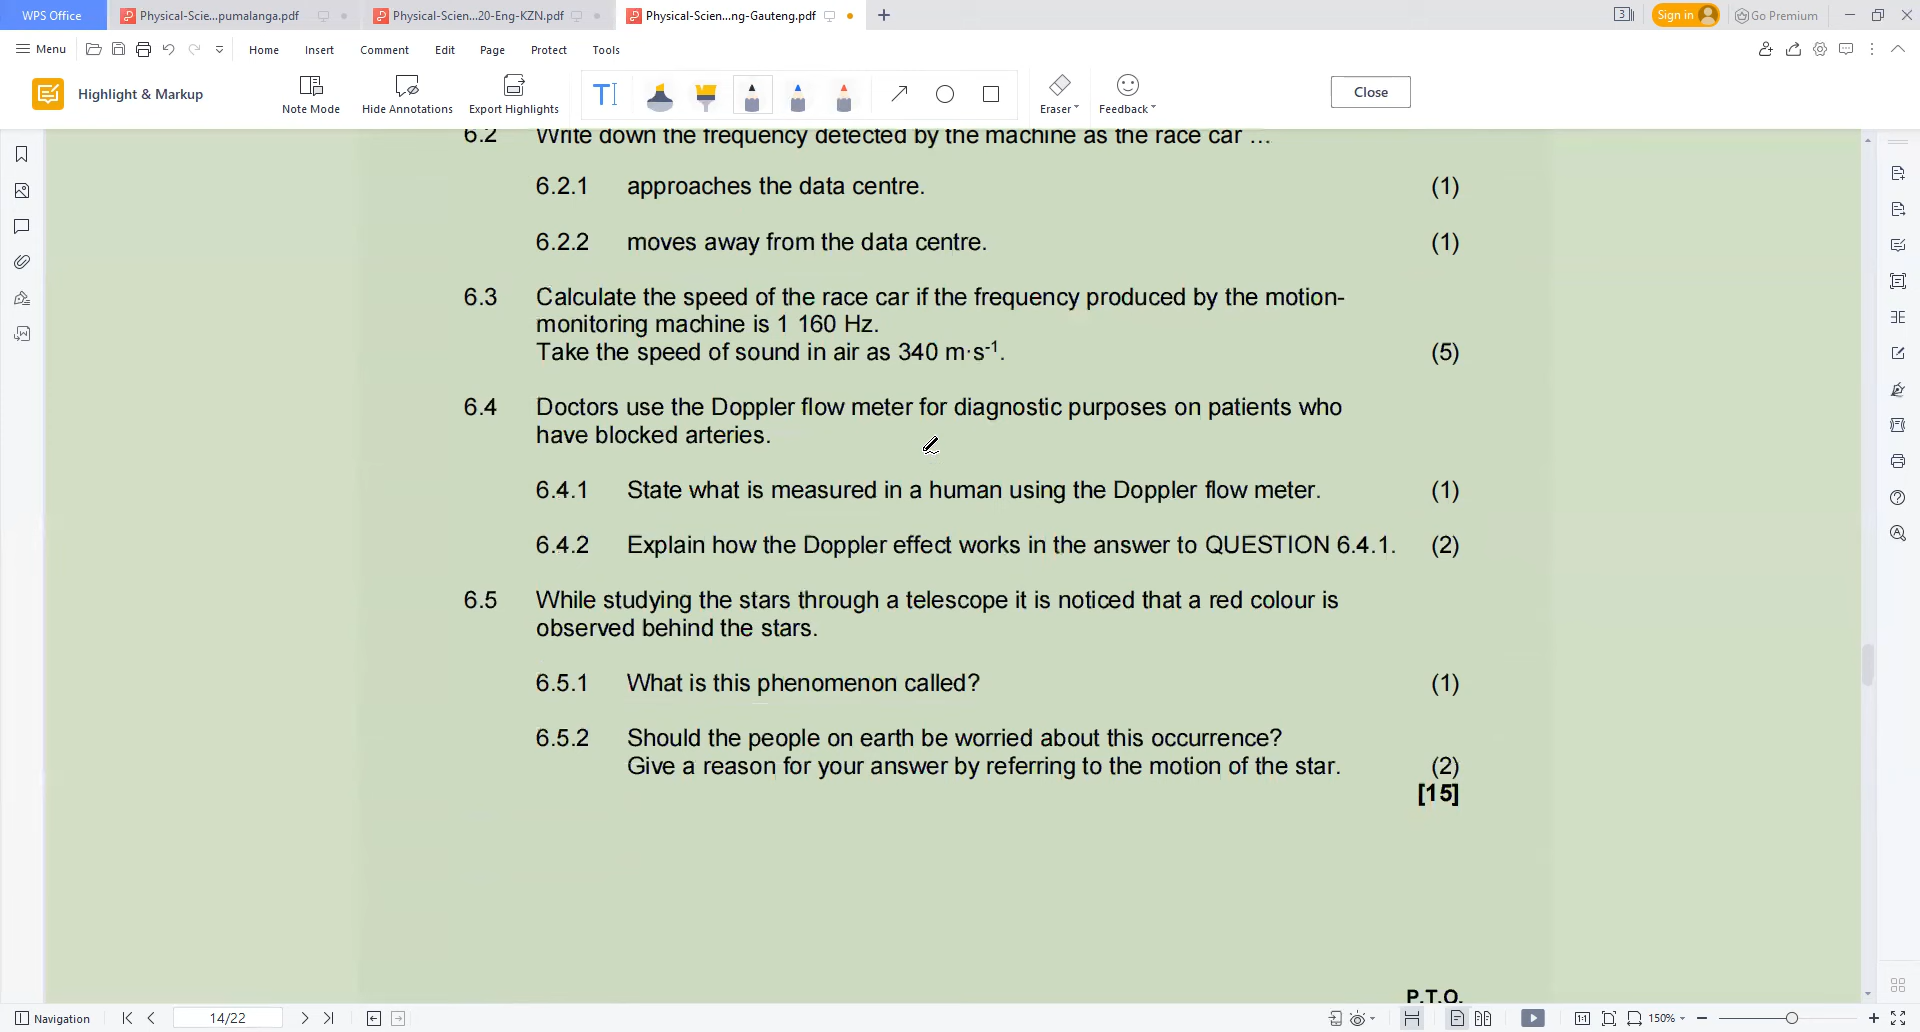 WPS Office
Physical-Scie...pumalanga.pdf
Physical-Scien...20-Eng-KZN.pdf
Physical-Scien...ng-Gauteng.pdf
3
Sign in
Go Premium
Menu
Home Insert Comment Edit Page Protect Tools
Highlight & Markup
Note Mode
Hide Annotations
Export Highlights
T
Eraser
Feedback
Close
6.2 Write down the frequency detected by the machine as the race car ...
6.2.1 approaches the data centre. (1)
6.2.2 moves away from the data centre. (1)
6.3 Calculate the speed of the race car if the frequency produced by the motion-
monitoring machine is 1 160 Hz.
Take the speed of sound in air as 340 m·s⁻¹. (5)
6.4 Doctors use the Doppler flow meter for diagnostic purposes on patients who
have blocked arteries.
6.4.1 State what is measured in a human using the Doppler flow meter. (1)
6.4.2 Explain how the Doppler effect works in the answer to QUESTION 6.4.1. (2)
6.5 While studying the stars through a telescope it is noticed that a red colour is
observed behind the stars.
6.5.1 What is this phenomenon called? (1)
6.5.2 Should the people on earth be worried about this occurrence?
Give a reason for your answer by referring to the motion of the star. (2)
[15]
P.T.O.
Navigation
14/22
1:1
150%